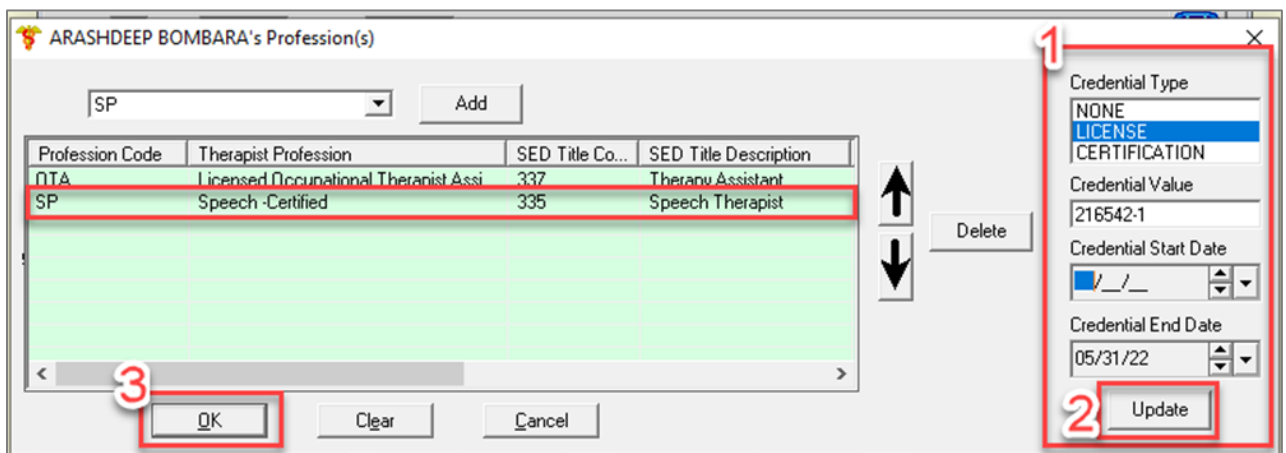 ARASHDEEP BOMBARA's Profession(s)
1
SP
Add
Profession Code Therapist Profession SED Title Co... SED Title Description
OTA Licensed Occupational Therapist Assi 337 Therapy Assistant
SP Speech -Certified 335 Speech Therapist
Delete
Credential Type
NONE
LICENSE
CERTIFICATION
Credential Value
216542-1
Credential Start Date
/__/__
Credential End Date
05/31/22
2
Update
3
OK
Clear
Cancel